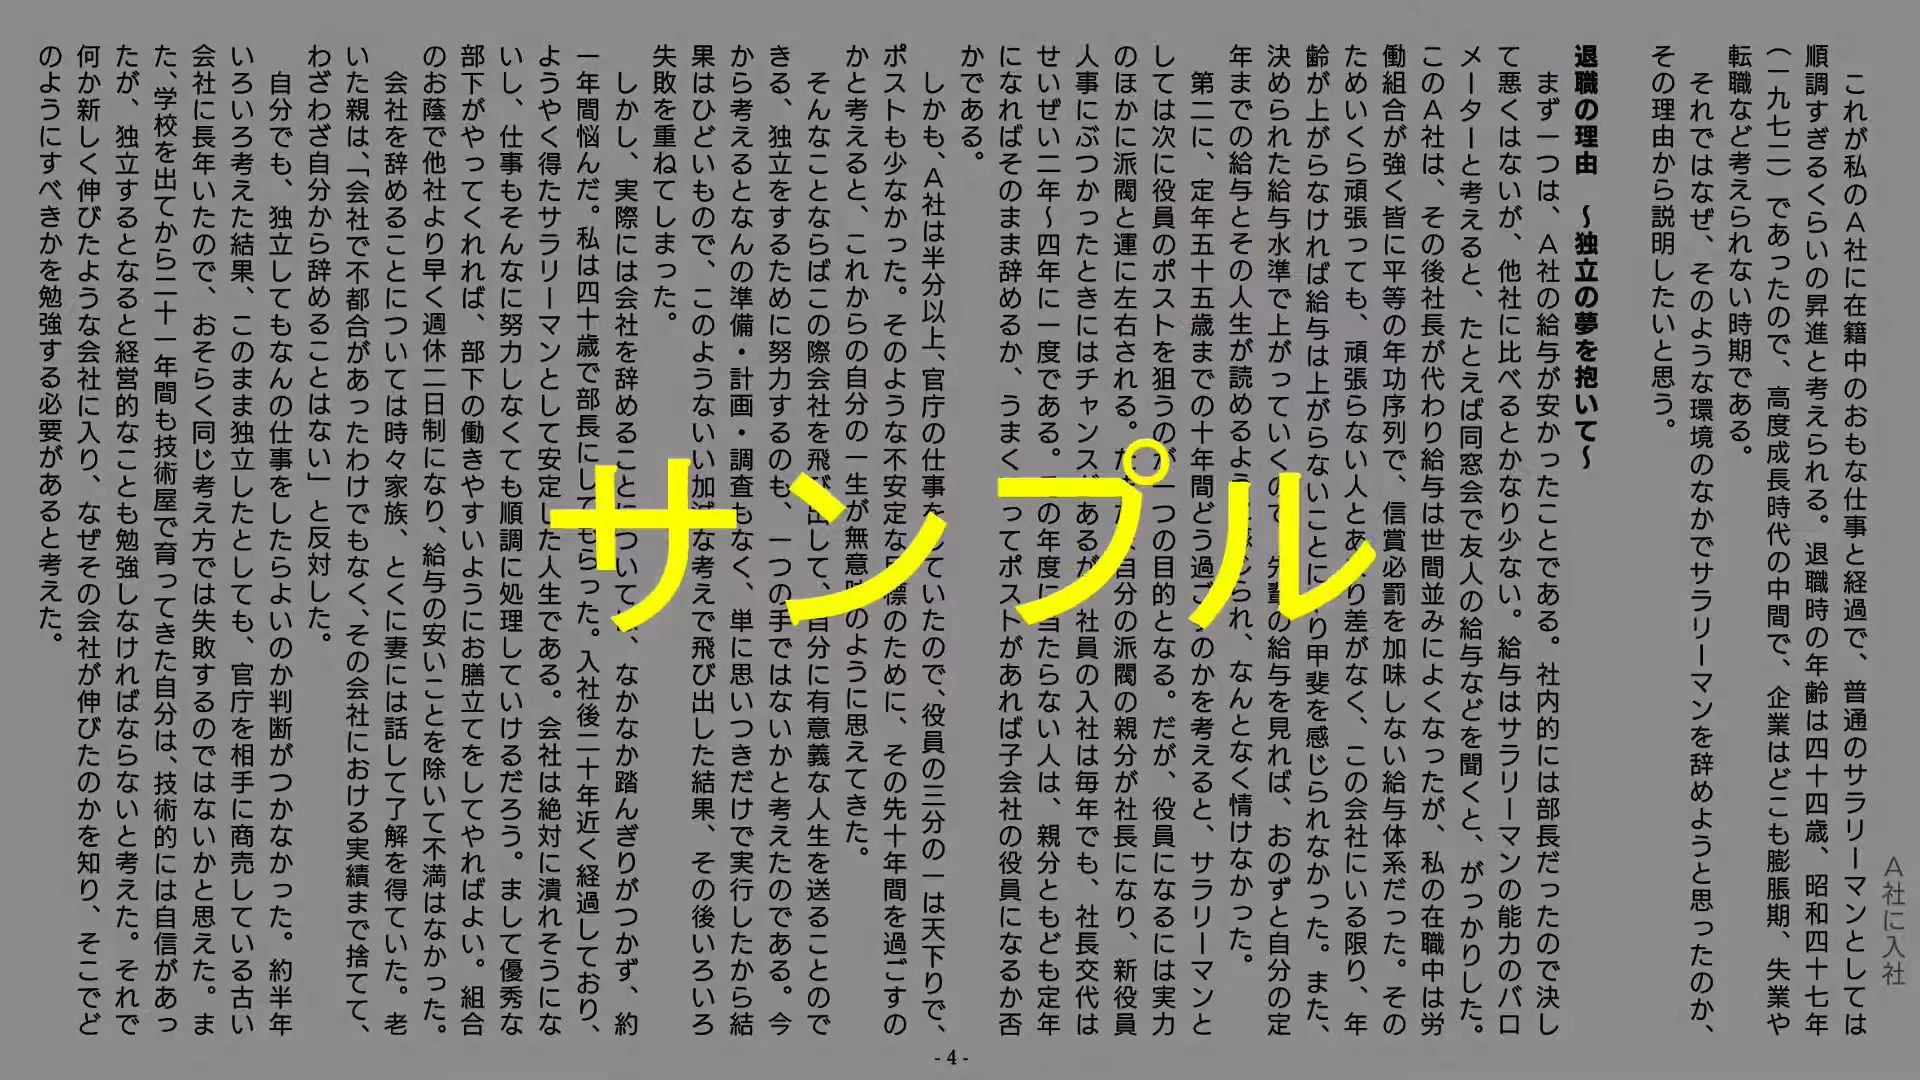 A社に入社
　これが私のA社に在籍中のおもな仕事と経過で、普通のサラリーマンとしては
順調すぎるくらいの昇進と考えられる。退職時の年齢は四十四歳、昭和四十七年
（一九七二）であったので、高度成長時代の中間で、企業はどこも膨脹期、失業や
転職など考えられない時期である。
　それではなぜ、そのような環境のなかでサラリーマンを辞めようと思ったのか、
その理由から説明したいと思う。
退職の理由　～独立の夢を抱いて～
　まず一つは、A社の給与が安かったことである。社内的には部長だったので決し
て悪くはないが、他社に比べるとかなり少ない。給与はサラリーマンの能力のバロ
メーターと考えると、たとえば同窓会で友人の給与などを聞くと、がっかりした。
このA社は、その後社長が代わり給与は世間並みによくなったが、私の在職中は労
働組合が強く皆に平等の年功序列で、信賞必罰を加味しない給与体系だった。その
ためいくら頑張っても、頑張らない人とあ　り差がなく、この会社にいる限り、年
齢が上がらなければ給与は上がらないことに　り甲斐を感じられなかった。また、
決められた給与水準で上がっていくので、先輩の給与を見れば、おのずと自分の定
年までの給与とその人生が読めるよう　　　られ、なんとなく情けなかった。
　第二に、定年五十五歳までの十年間どう過ご　のかを考えると、サラリーマンと
しては次に役員のポストを狙うのが一つの目的となる。だが、役員になるには実力
のほかに派閥と運に左右される。　　　自分の派閥の親分が社長になり、新役員
人事にぶつかったときにはチャンスがあるが、社員の入社は毎年でも、社長交代は
せいぜい二年～四年に一度である。　の年度に当たらない人は、親分ともども定年
になればそのまま辞めるか、うまく　ってポストがあれば子会社の役員になるか否
かである。
　しかも、A社は半分以上、官庁の仕事をしていたので、役員の三分の一は天下りで、
ポストも少なかった。そのような不安定な目標のために、その先十年間を過ごすの
かと考えると、これからの自分の一生が無意味のように思えてきた。
　そんなことならばこの際会社を飛び出して、自分に有意義な人生を送ることので
きる、独立をするために努力するのも、一つの手ではないかと考えたのである。今
から考えるとなんの準備・計画・調査もなく、単に思いつきだけで実行したから結
果はひどいもので、このようないい加減な考えで飛び出した結果、その後いろいろ
失敗を重ねてしまった。
　しかし、実際には会社を辞めることについては、なかなか踏んぎりがつかず、約
一年間悩んだ。私は四十歳で部長にしてもらった。入社後二十年近く経過しており、
ようやく得たサラリーマンとして安定した人生である。会社は絶対に潰れそうにな
いし、仕事もそんなに努力しなくても順調に処理していけるだろう。まして優秀な
部下がやってくれれば、部下の働きやすいようにお膳立てをしてやればよい。組合
のお蔭で他社より早く週休二日制になり、給与の安いことを除いて不満はなかった。
　会社を辞めることについては時々家族、とくに妻には話して了解を得ていた。老
いた親は、「会社で不都合があったわけでもなく、その会社における実績まで捨てて、
わざわざ自分から辞めることはない」と反対した。
　自分でも、独立してもなんの仕事をしたらよいのか判断がつかなかった。約半年
いろいろ考えた結果、このまま独立したとしても、官庁を相手に商売している古い
会社に長年いたので、おそらく同じ考え方では失敗するのではないかと思えた。ま
た、学校を出てから二十一年間も技術屋で育ってきた自分は、技術的には自信があっ
たが、独立するとなると経営的なことも勉強しなければならないと考えた。それで
何か新しく伸びたような会社に入り、なぜその会社が伸びたのかを知り、そこでど
のようにすべきかを勉強する必要があると考えた。
- 4 -
サンプル